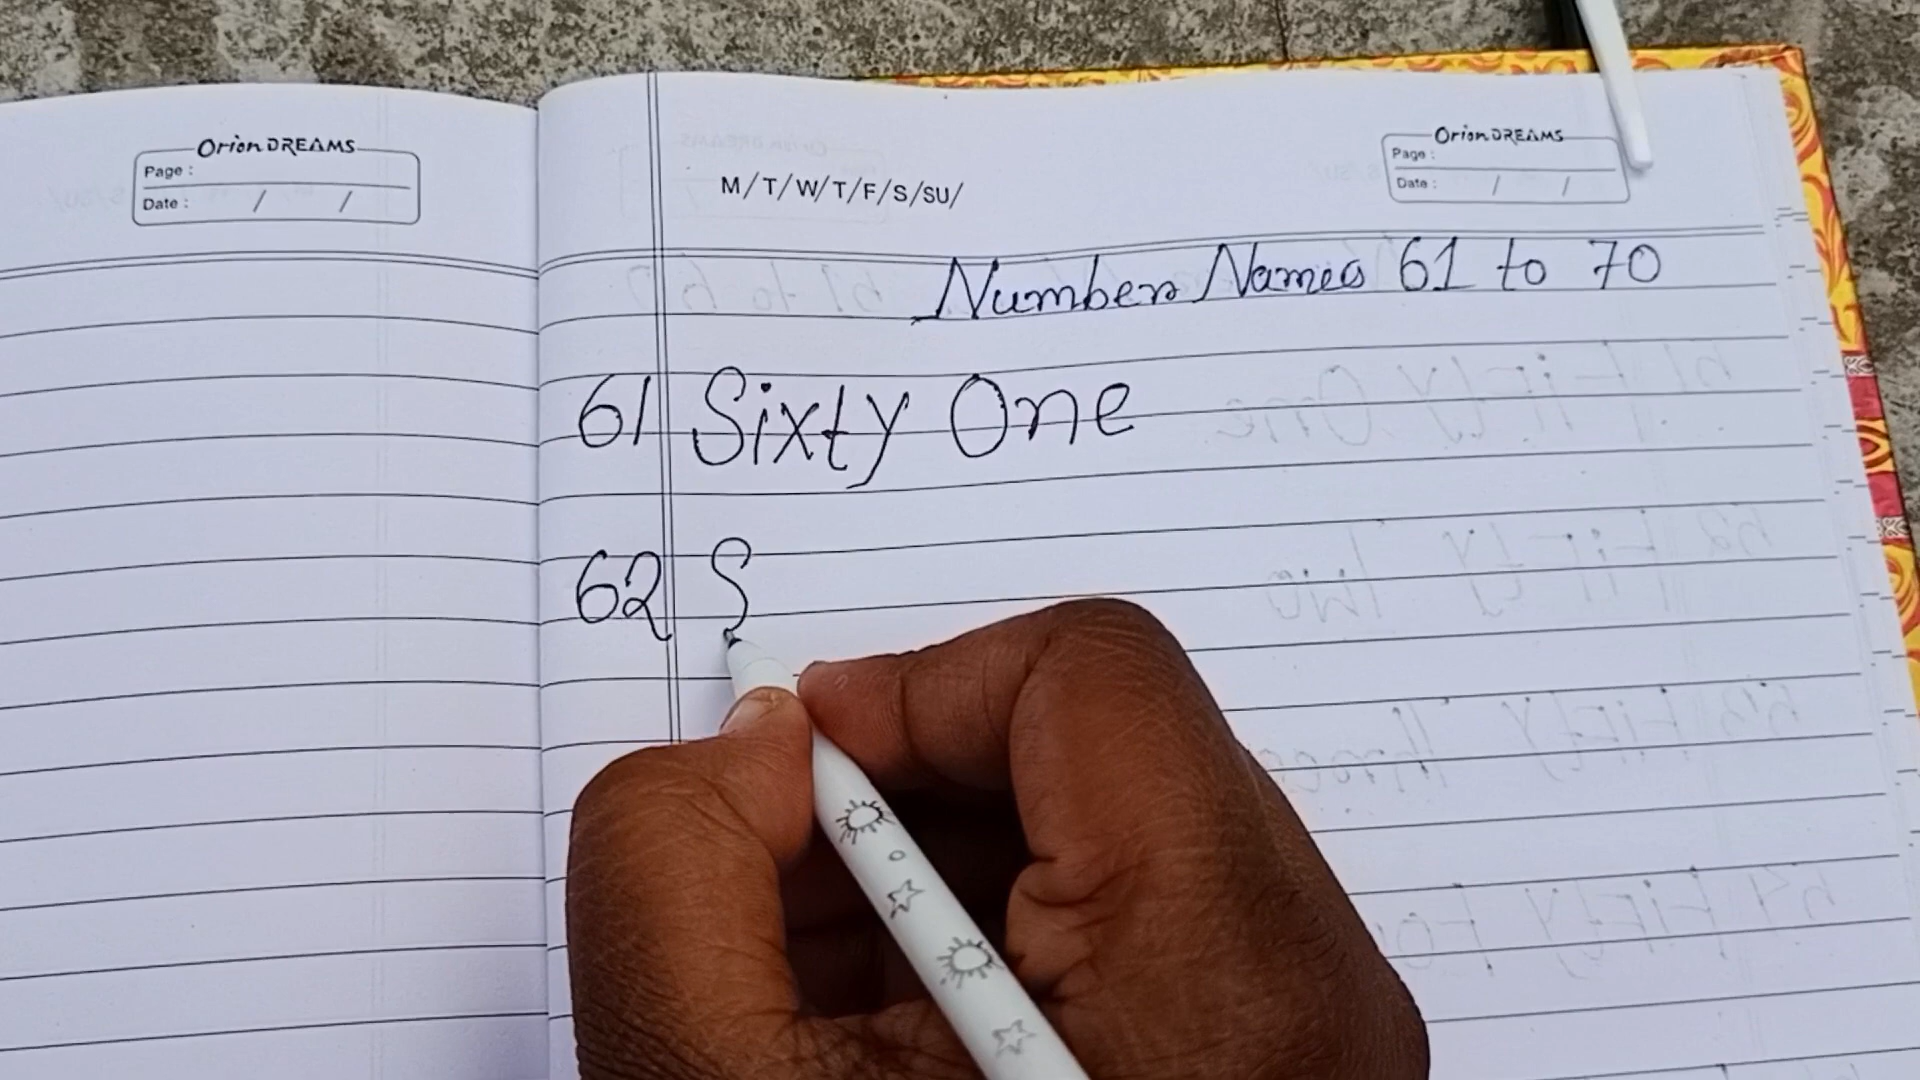 Orion DREAMS
Page :
Date : / /
Orion DREAMS
Page :
Date : / /
M/T/W/T/F/S/SU/
Number Names 61 to 70
61 Sixty One
62 S